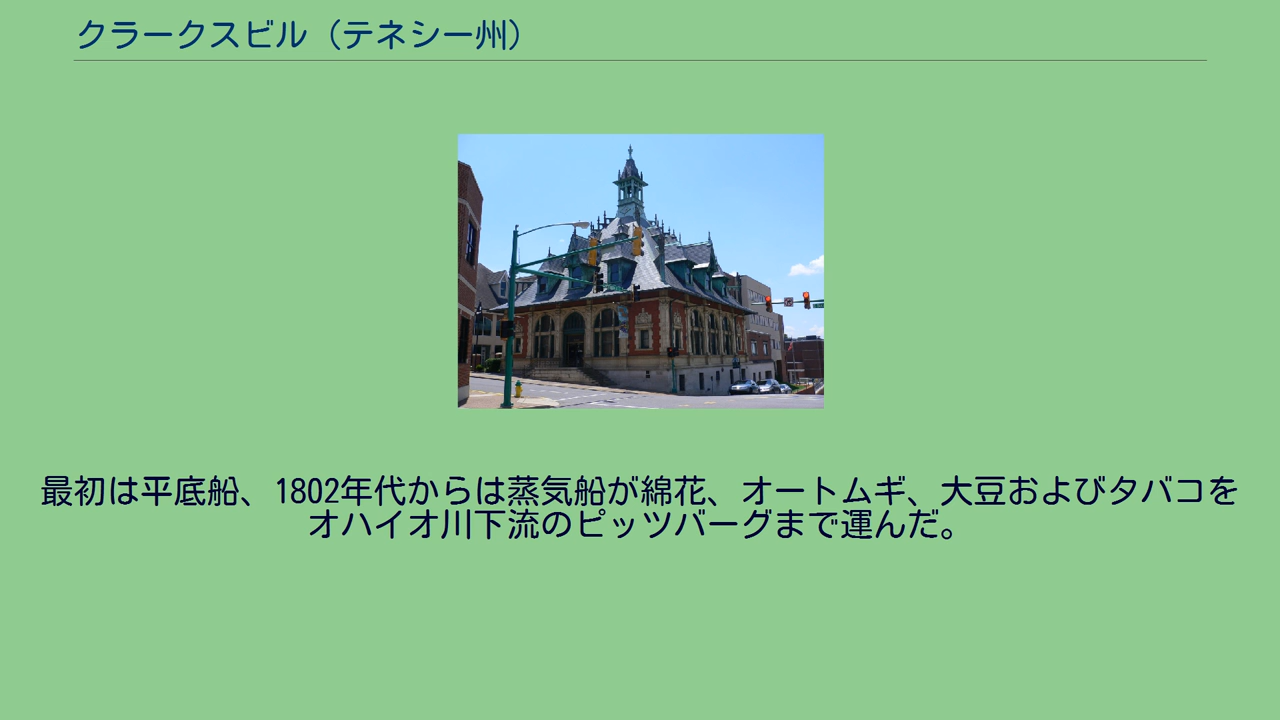 クラークスビル（テネシー州）
最初は平底船、1802年代からは蒸気船が綿花、オートムギ、大豆およびタバコを
オハイオ川下流のピッツバーグまで運んだ。